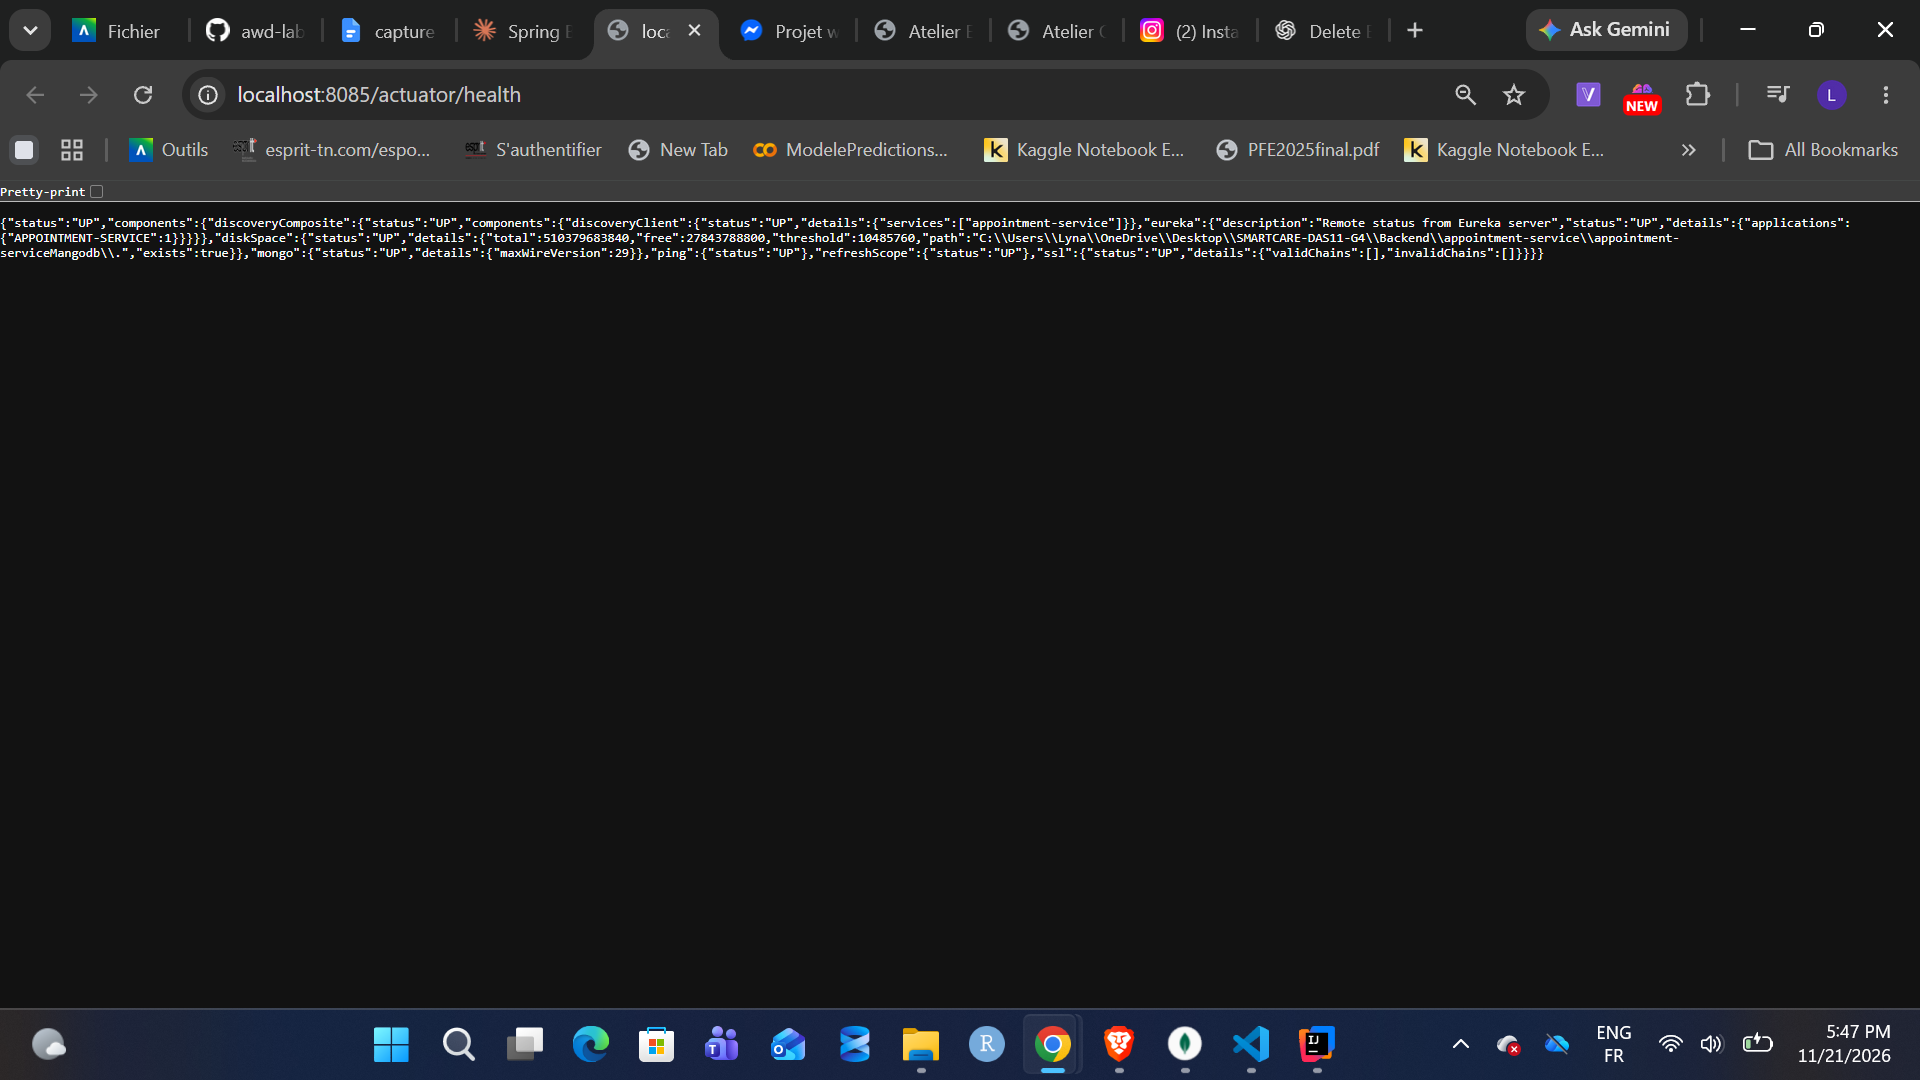 Fichier
awd-lab
capture
Spring E
loca
Projet w
Atelier E
Atelier C
(2) Insta
Delete E
Ask Gemini
localhost:8085/actuator/health
V
NEW
L
Outils
esprit-tn.com/espo...
S'authentifier
New Tab
ModelePredictions...
Kaggle Notebook E...
PFE2025final.pdf
Kaggle Notebook E...
All Bookmarks
Pretty-print
{"status":"UP","components":{"discoveryComposite":{"status":"UP","components":{"discoveryClient":{"status":"UP","details":{"services":["appointment-service"]}},"eureka":{"description":"Remote status from Eureka server","status":"UP","details":{"applications":
{"APPOINTMENT-SERVICE":1}}}}},"diskSpace":{"status":"UP","details":{"total":510379683840,"free":27843788800,"threshold":10485760,"path":"C:\\Users\\Lyna\\OneDrive\\Desktop\\SMARTCARE-DAS11-G4\\Backend\\appointment-service\\appointment-
serviceMangodb\\.","exists":true}},"mongo":{"status":"UP","details":{"maxWireVersion":29}},"ping":{"status":"UP"},"refreshScope":{"status":"UP"},"ssl":{"status":"UP","details":{"validChains":[],"invalidChains":[]}}}}
ENG
FR
5:47 PM
11/21/2026